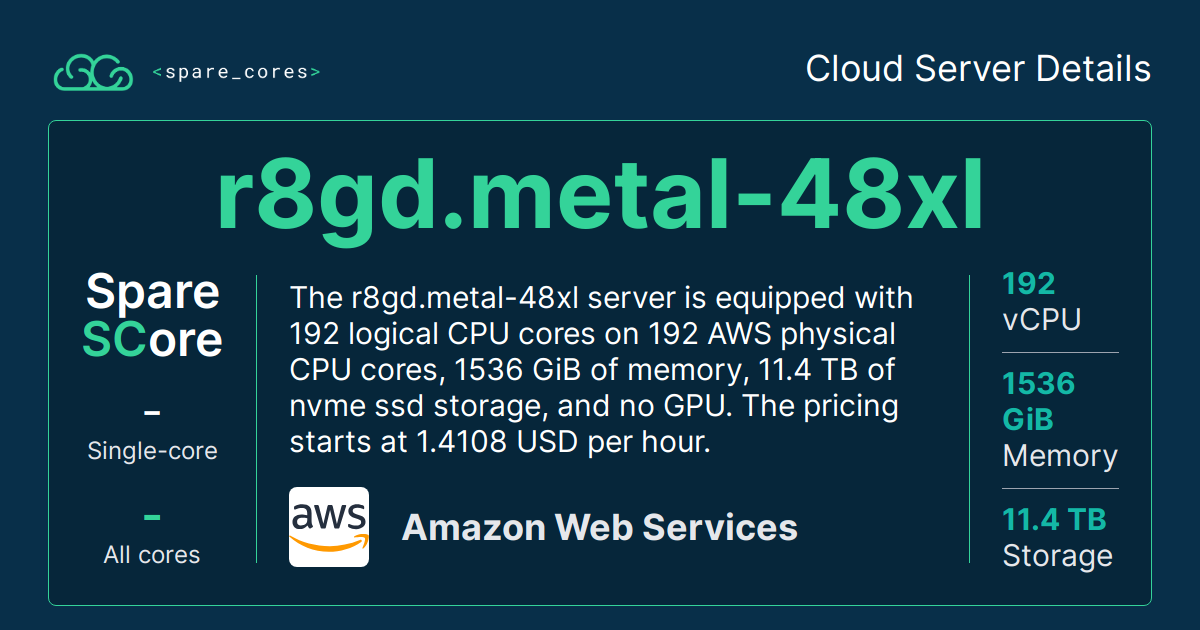 <spare_cores>
Cloud Server Details
r8gd.metal-48xl
Spare
SCore
–
Single-core
–
All cores
The r8gd.metal-48xl server is equipped with
192 logical CPU cores on 192 AWS physical
CPU cores, 1536 GiB of memory, 11.4 TB of
nvme ssd storage, and no GPU. The pricing
starts at 1.4108 USD per hour.
aws
Amazon Web Services
192
vCPU
1536
GiB
Memory
11.4 TB
Storage